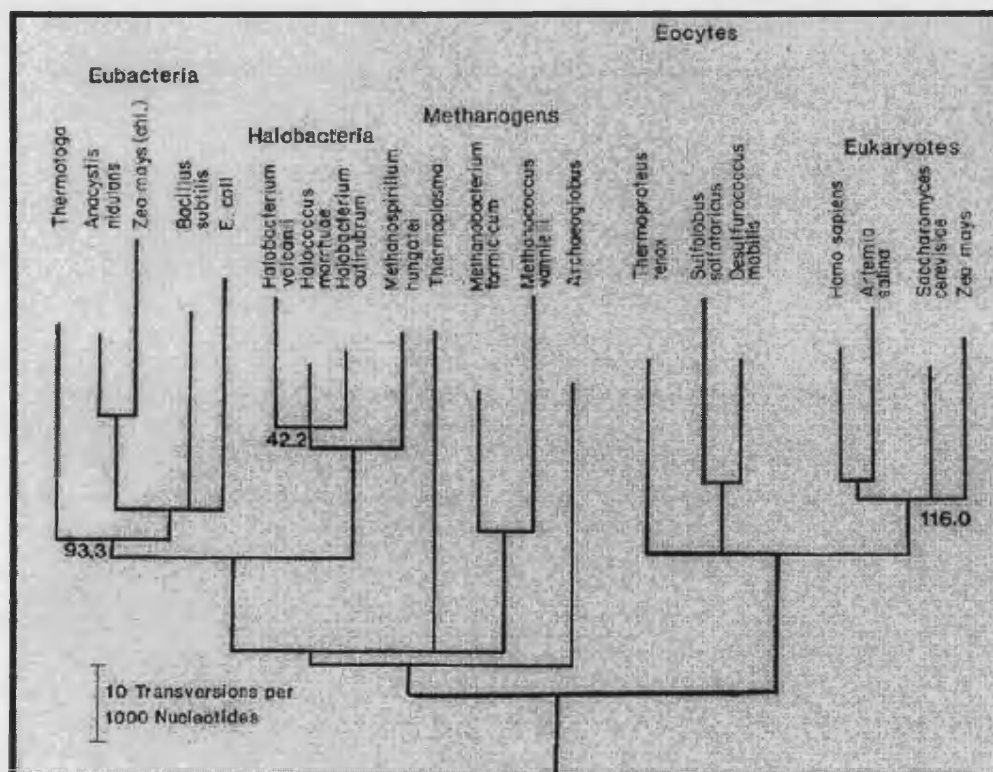 Eocytes
Eubacteria
Methanogens
Halobacteria
Eukaryotes
Thermotoga
Anacystis
nidulans
Zea mays (chl.)
Bacillus
subtilis
E. coli
Halobacterium
volcanii
Halococcus
morrhuae
Halobacterium
cutirubrum
Methanospirillum
hungatei
Thermoplasma
Methanobacterium
formicicum
Methanococcus
vannielii
Archaeoglobus
Thermoproteus
tenax
Sulfolobus
solfataricus
Desulfurococcus
mobilis
Homo sapiens
Artemia
salina
Saccharomyces
cerevisiae
Zea mays
42.2
116.0
93.3
10 Transversions per
1000 Nucleotides